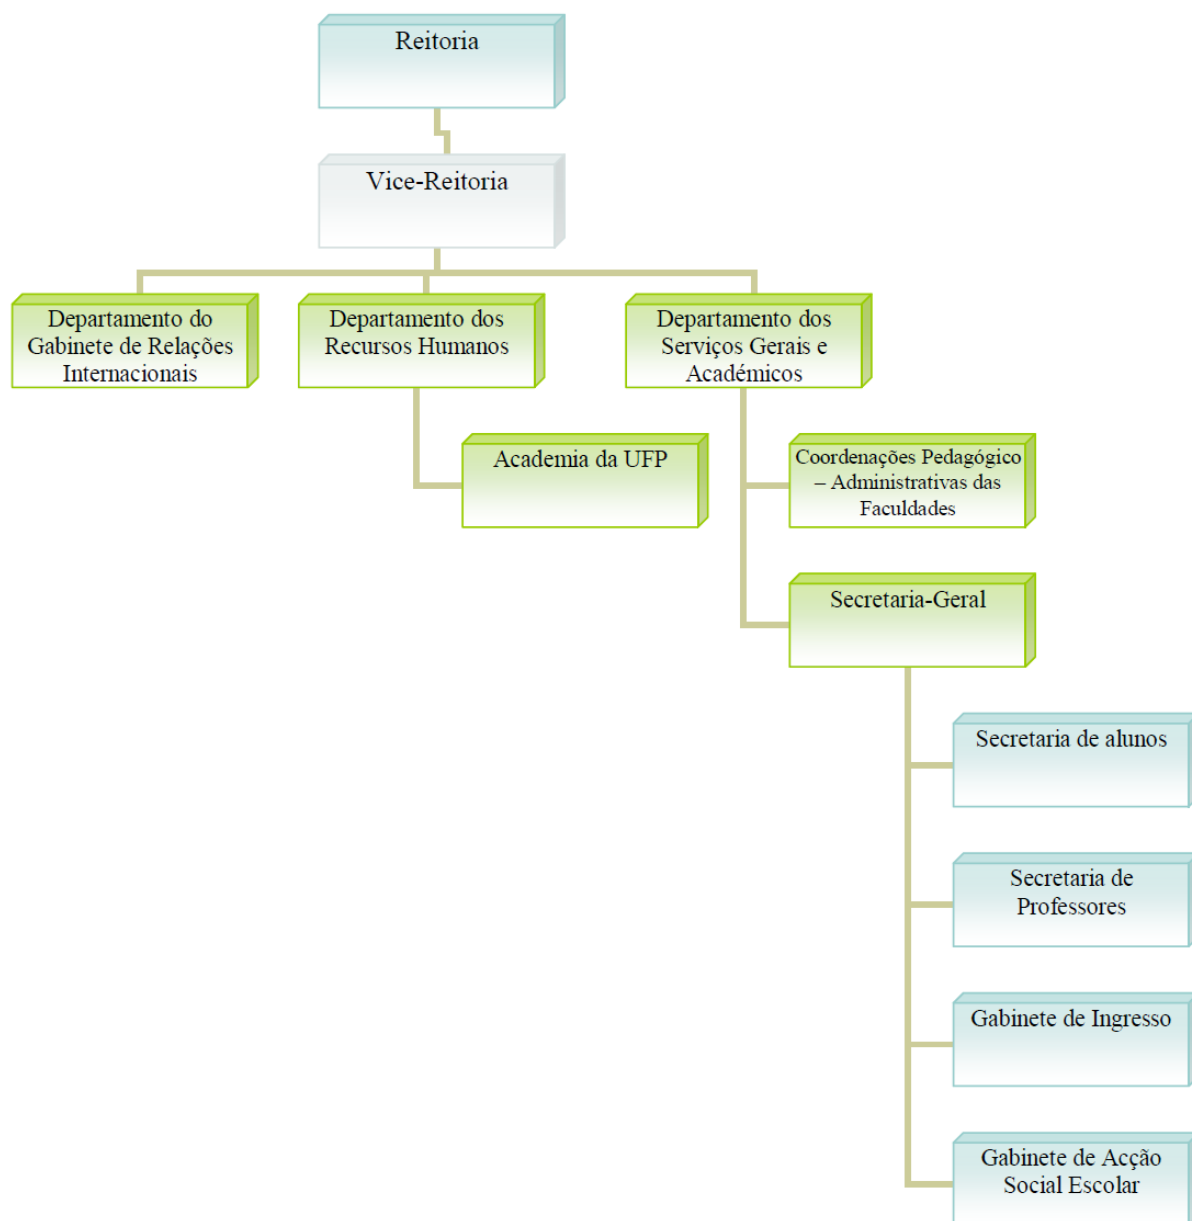 Reitoria
Vice-Reitoria
Departamento do
Gabinete de Relações
Internacionais
Departamento dos
Recursos Humanos
Departamento dos
Serviços Gerais e
Académicos
Academia da UFP
Coordenações Pedagógico
– Administrativas das
Faculdades
Secretaria-Geral
Secretaria de alunos
Secretaria de
Professores
Gabinete de Ingresso
Gabinete de Acção
Social Escolar